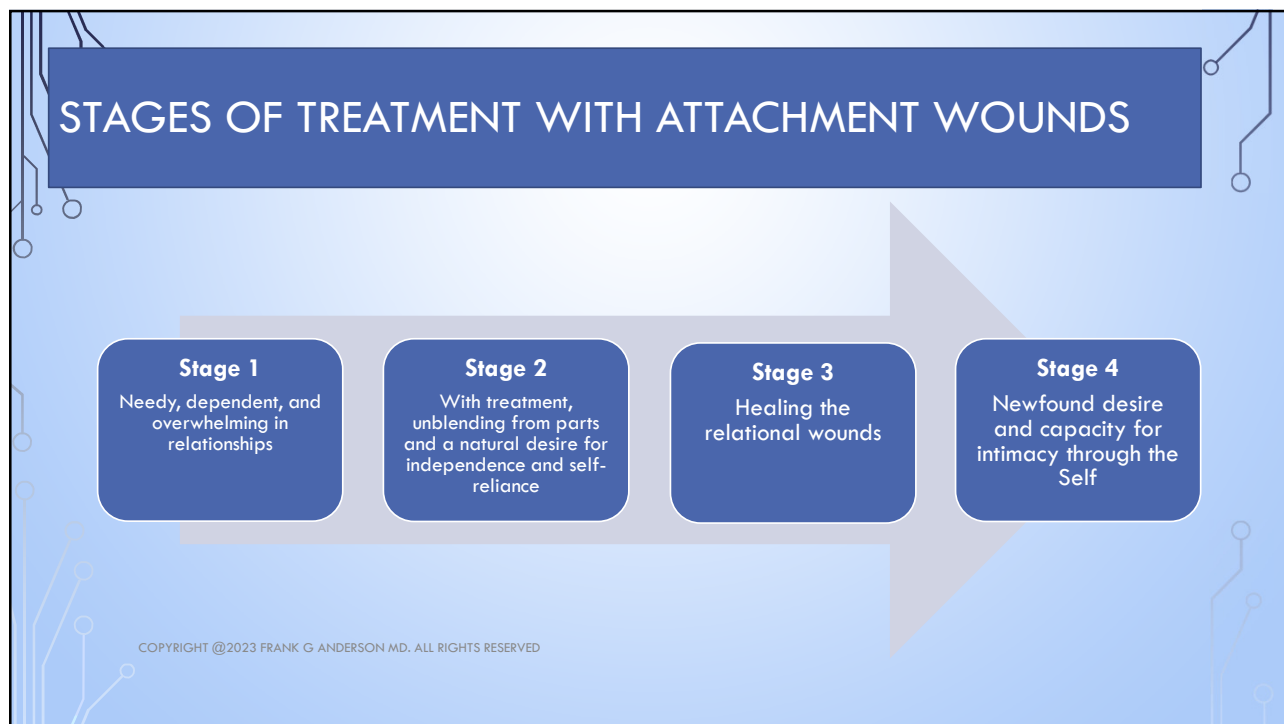 STAGES OF TREATMENT WITH ATTACHMENT WOUNDS
Stage 1
Needy, dependent, and
overwhelming in
relationships
Stage 2
With treatment,
unblending from parts
and a natural desire for
independence and self-
reliance
Stage 3
Healing the
relational wounds
Stage 4
Newfound desire
and capacity for
intimacy through the
Self
COPYRIGHT @2023 FRANK G ANDERSON MD. ALL RIGHTS RESERVED